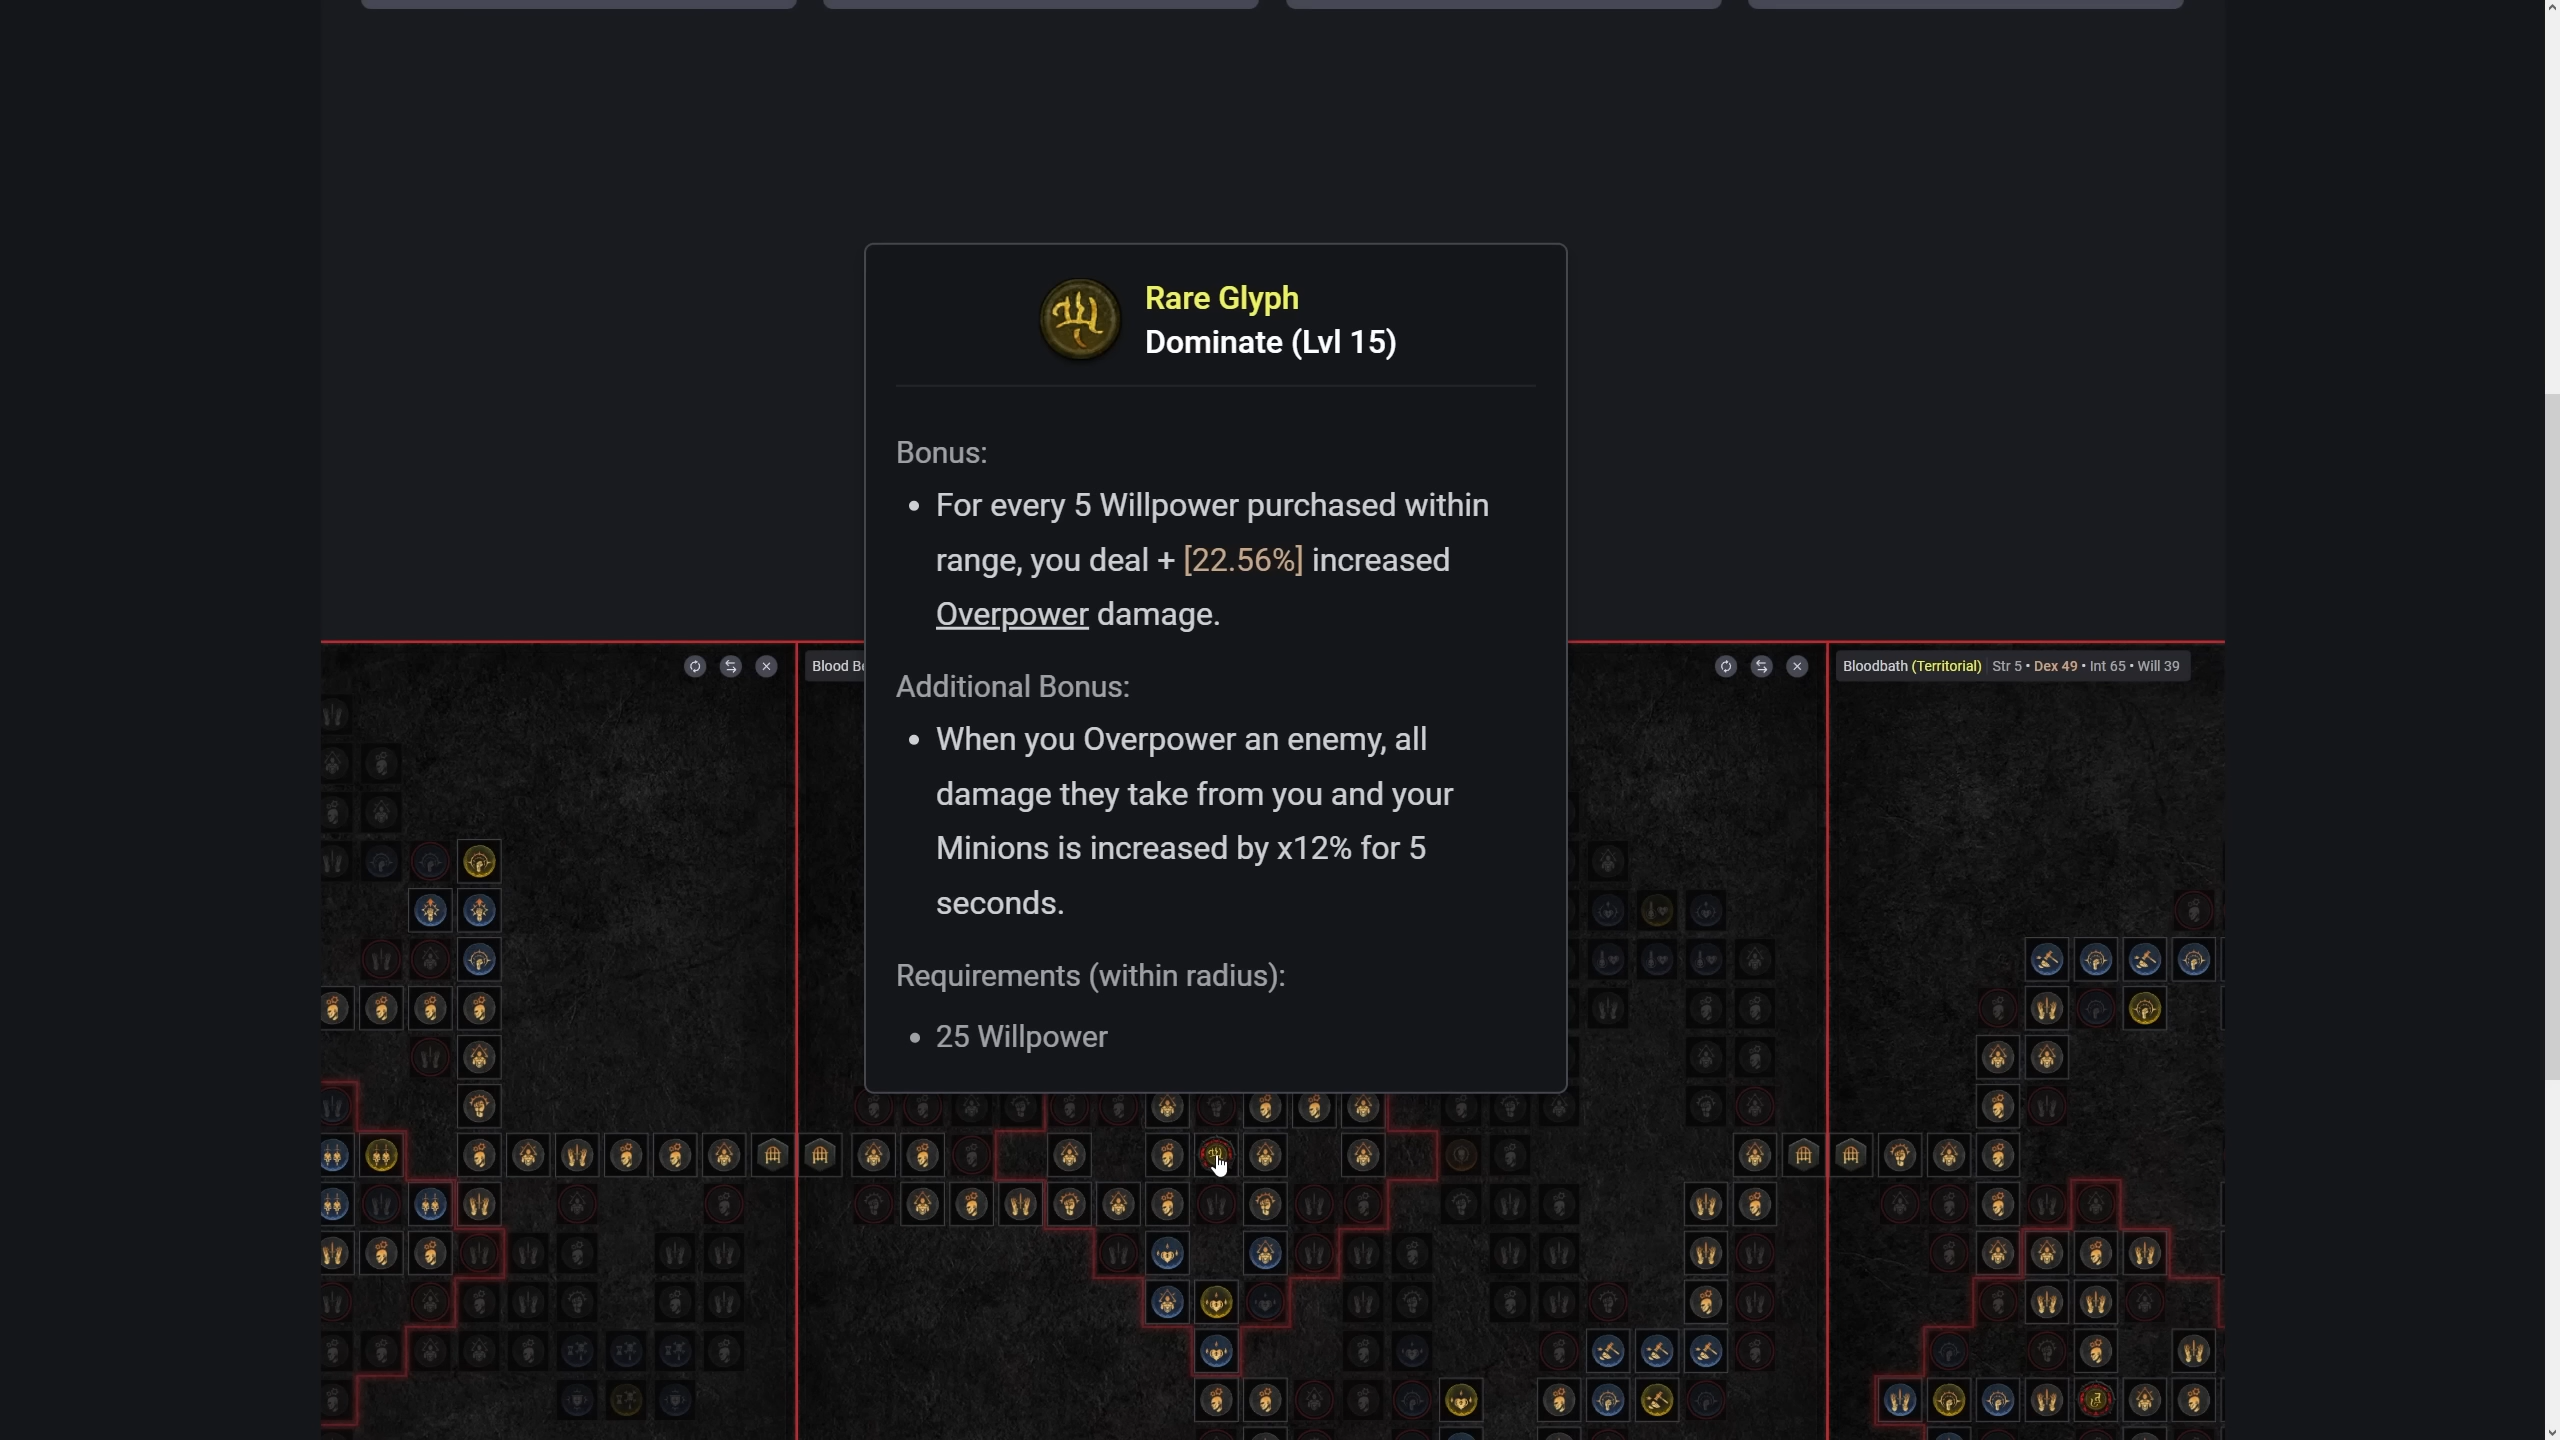 Rare Glyph
Dominate (Lvl 15)
Bonus:
• For every 5 Willpower purchased within
range, you deal + [22.56%] increased
Overpower damage.
Additional Bonus:
• When you Overpower an enemy, all
damage they take from you and your
Minions is increased by x12% for 5
seconds.
Requirements (within radius):
• 25 Willpower
Blood
Bloodbath (Territorial) Str 5 • Dex 49 • Int 65 • Will 39